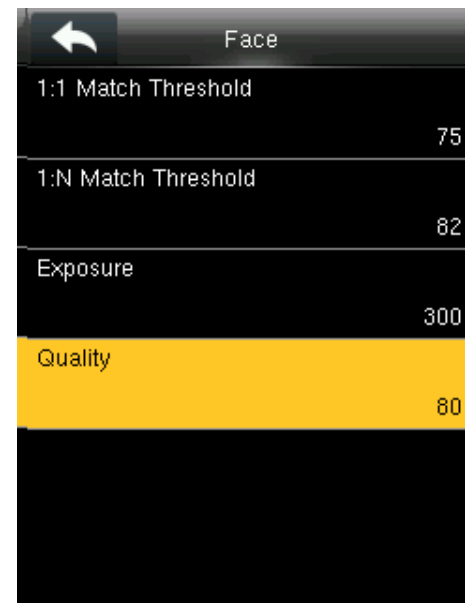 Face
1:1 Match Threshold
75
1:N Match Threshold
82
Exposure
300
Quality
80